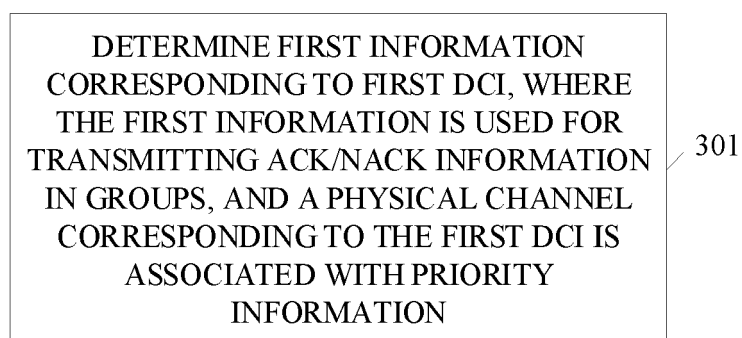 DETERMINE FIRST INFORMATION
CORRESPONDING TO FIRST DCI, WHERE
THE FIRST INFORMATION IS USED FOR
TRANSMITTING ACK/NACK INFORMATION
IN GROUPS, AND A PHYSICAL CHANNEL
CORRESPONDING TO THE FIRST DCI IS
ASSOCIATED WITH PRIORITY
INFORMATION
301